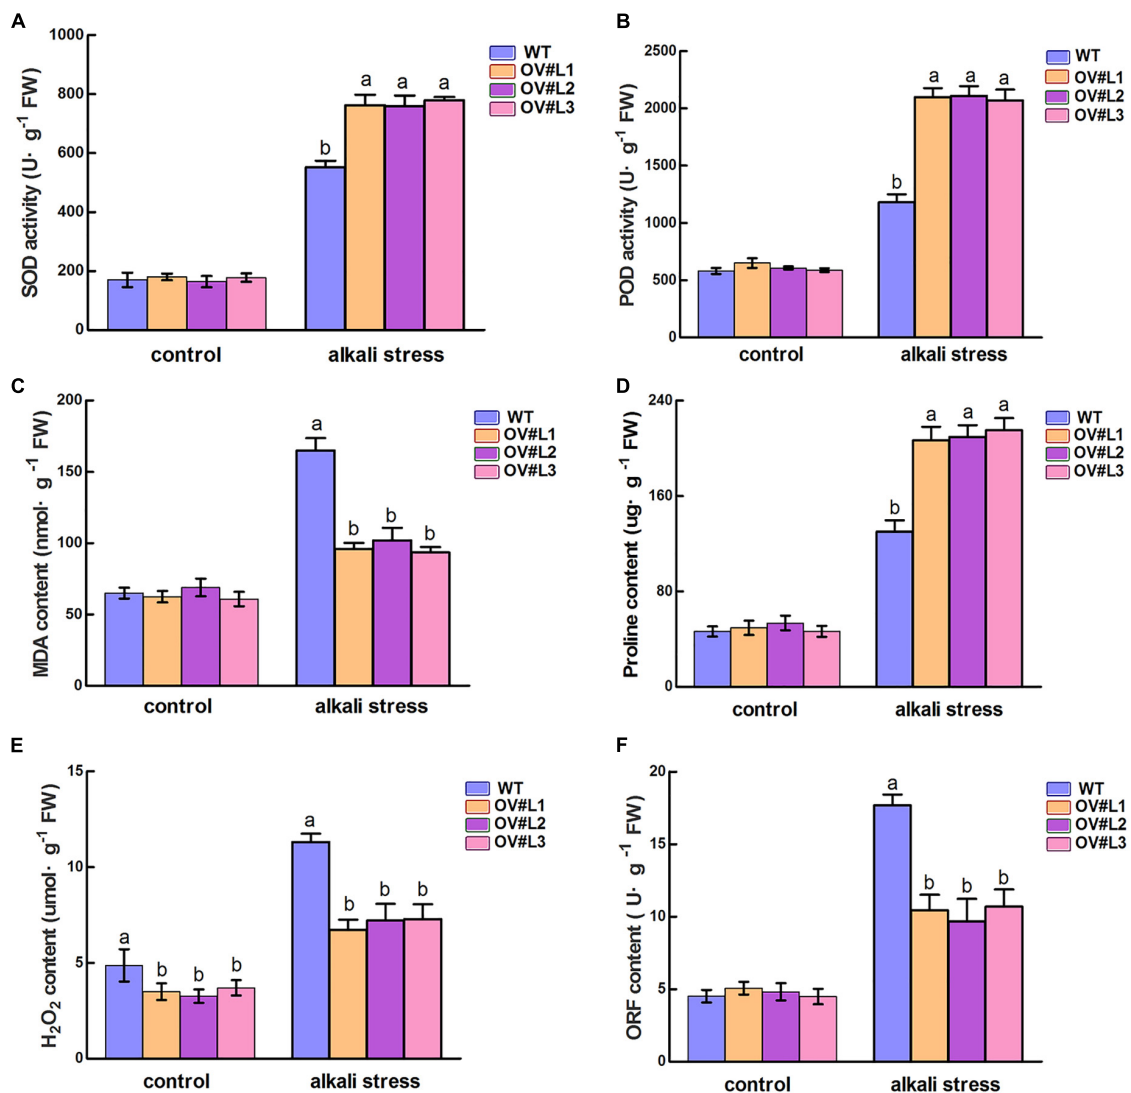 A
SOD activity (U· g⁻¹ FW)
1000
800
600
400
200
0
b
a
a
a
control
alkali stress
WT
OV#L1
OV#L2
OV#L3
B
POD activity (U· g⁻¹ FW)
2500
2000
1500
1000
500
0
b
a
a
a
control
alkali stress
WT
OV#L1
OV#L2
OV#L3
C
MDA content (nmol· g⁻¹ FW)
200
150
100
50
0
a
b
b
b
control
alkali stress
WT
OV#L1
OV#L2
OV#L3
D
Proline content (ug· g⁻¹ FW)
240
160
80
0
b
a
a
a
control
alkali stress
WT
OV#L1
OV#L2
OV#L3
E
H₂O₂ content (umol· g⁻¹ FW)
15
10
5
0
a
b
b
b
a
b
b
b
control
alkali stress
WT
OV#L1
OV#L2
OV#L3
F
ORF content ( U· g⁻¹ FW)
20
15
10
5
0
a
b
b
b
control
alkali stress
WT
OV#L1
OV#L2
OV#L3